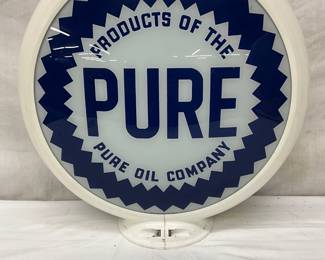 PRODUCTS OF THE
PURE
PURE OIL COMPANY